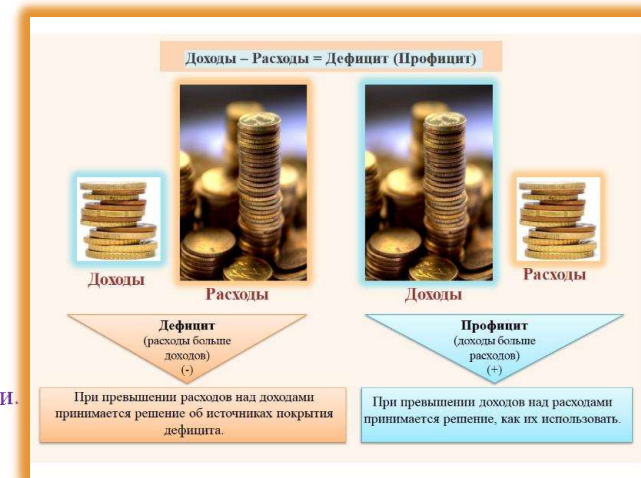 Доходы – Расходы = Дефицит (Профицит)
Доходы
Расходы
Доходы
Расходы
Дефицит
(расходы больше
доходов)
(-)
Профицит
(доходы больше
расходов)
(+)
При превышении расходов над доходами
принимается решение об источниках покрытия
дефицита.
При превышении доходов над расходами
принимается решение, как их использовать.
и.